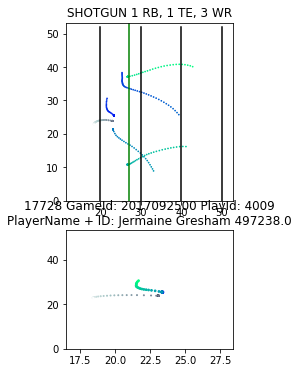 SHOTGUN 1 RB, 1 TE, 3 WR
50
40
30
20
10
0
20 30 40 50
17728 GameId: 2017092500 PlayId: 4009
PlayerName + ID: Jermaine Gresham 497238.0
40
20
0
17.5 20.0 22.5 25.0 27.5